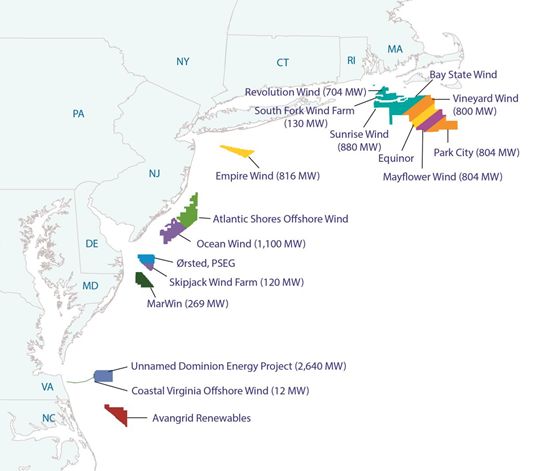 MA
NY
CT
RI
Bay State Wind
Revolution Wind (704 MW)
Vineyard Wind
(800 MW)
South Fork Wind Farm
(130 MW)
PA
Sunrise Wind
(880 MW)
Park City (804 MW)
Equinor
Mayflower Wind (804 MW)
NJ
Empire Wind (816 MW)
Atlantic Shores Offshore Wind
DE
Ocean Wind (1,100 MW)
Ørsted, PSEG
MD
Skipjack Wind Farm (120 MW)
MarWin (269 MW)
Unnamed Dominion Energy Project (2,640 MW)
VA
Coastal Virginia Offshore Wind (12 MW)
NC
Avangrid Renewables